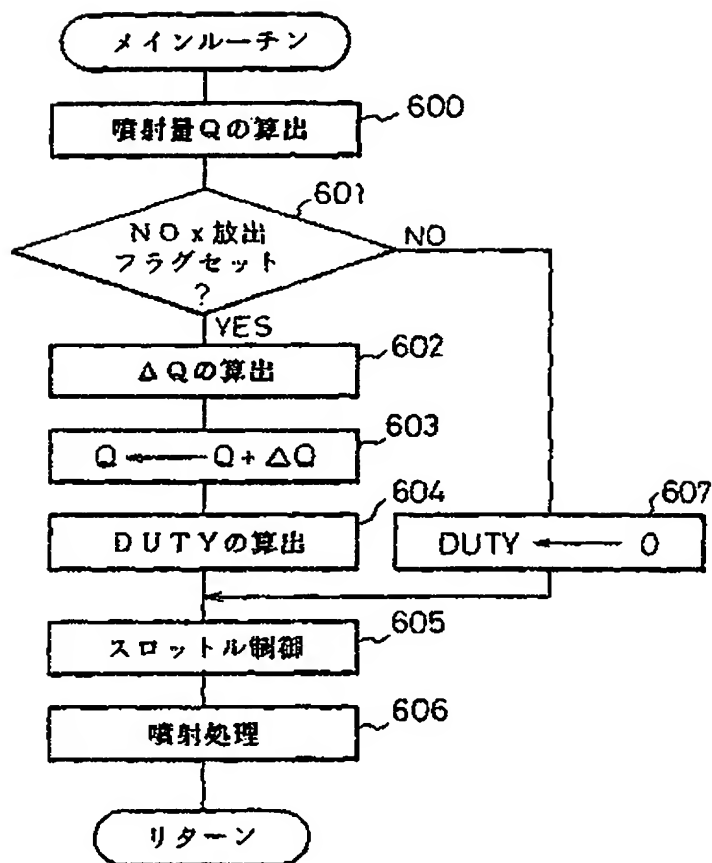 メインルーチン
600
噴射量Qの算出
601
NOx放出
フラグセット
?
NO
YES
602
ΔQの算出
603
Q ← Q + ΔQ
604
DUTYの算出
607
DUTY ← 0
605
スロットル制御
606
噴射処理
リターン